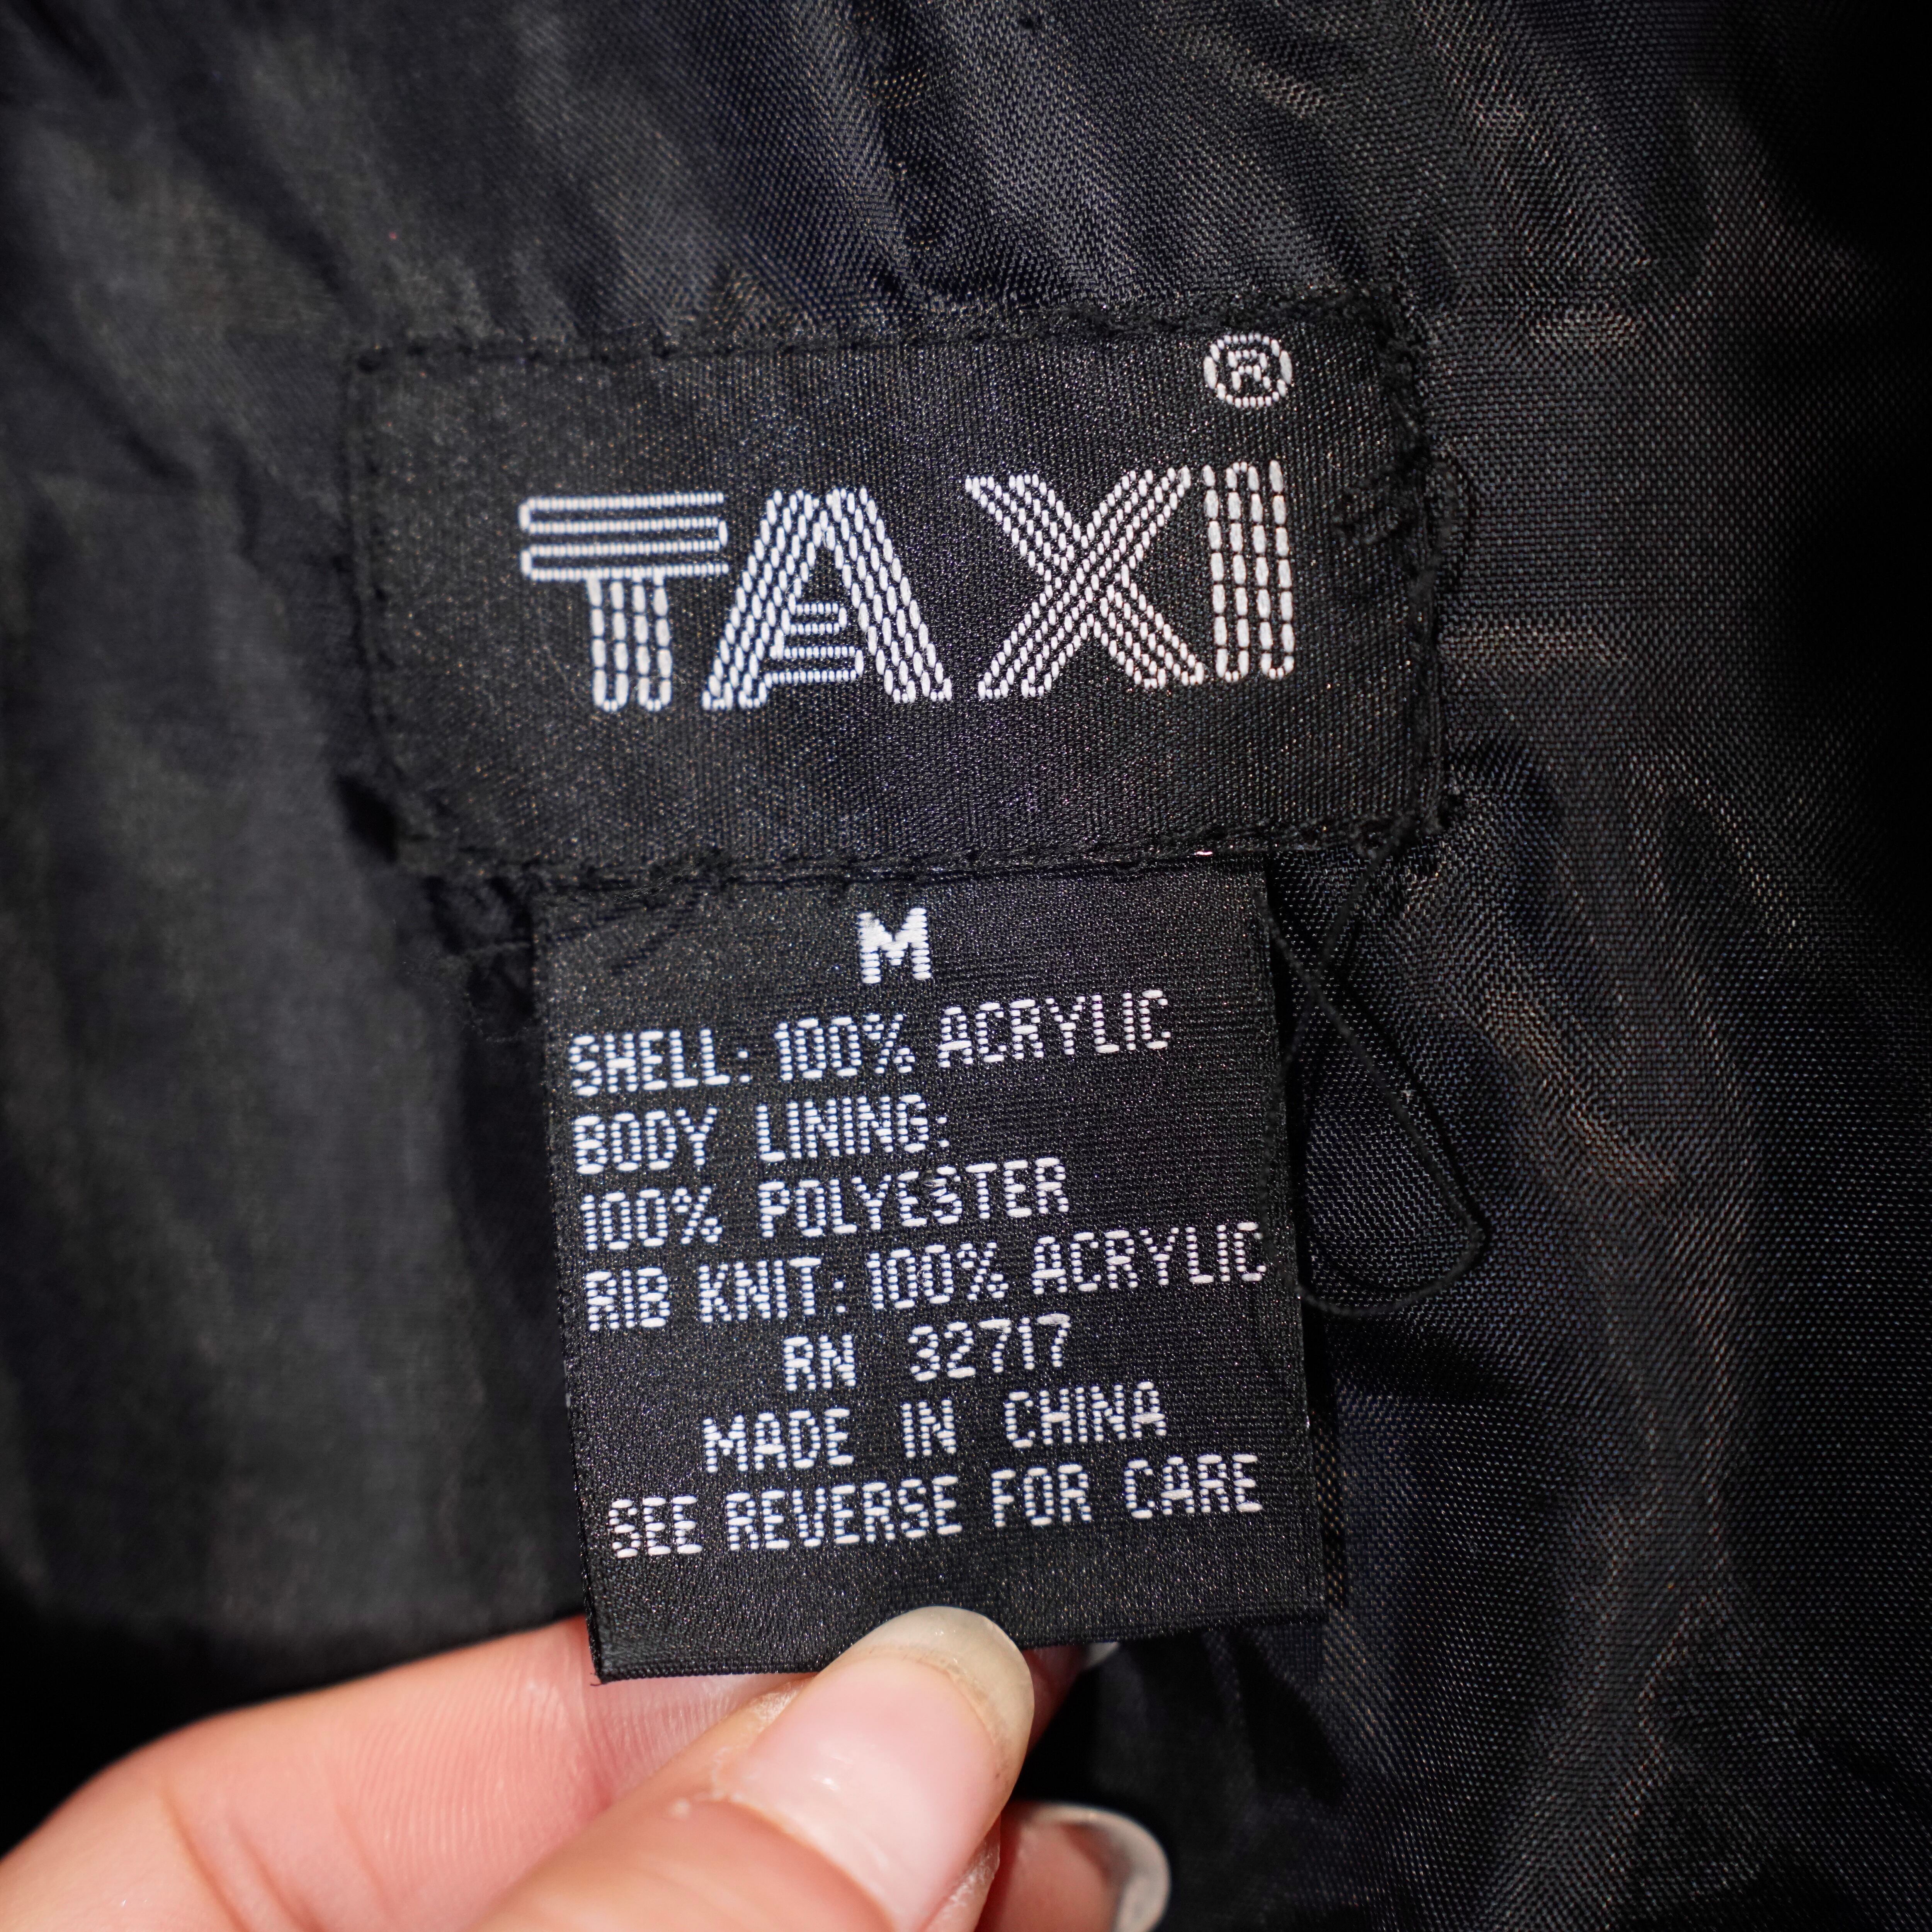 ®
TAXI
M
SHELL: 100% ACRYLIC
BODY LINING:
100% POLYESTER
RIB KNIT: 100% ACRYLIC
RN 32717
MADE IN CHINA
SEE REVERSE FOR CARE